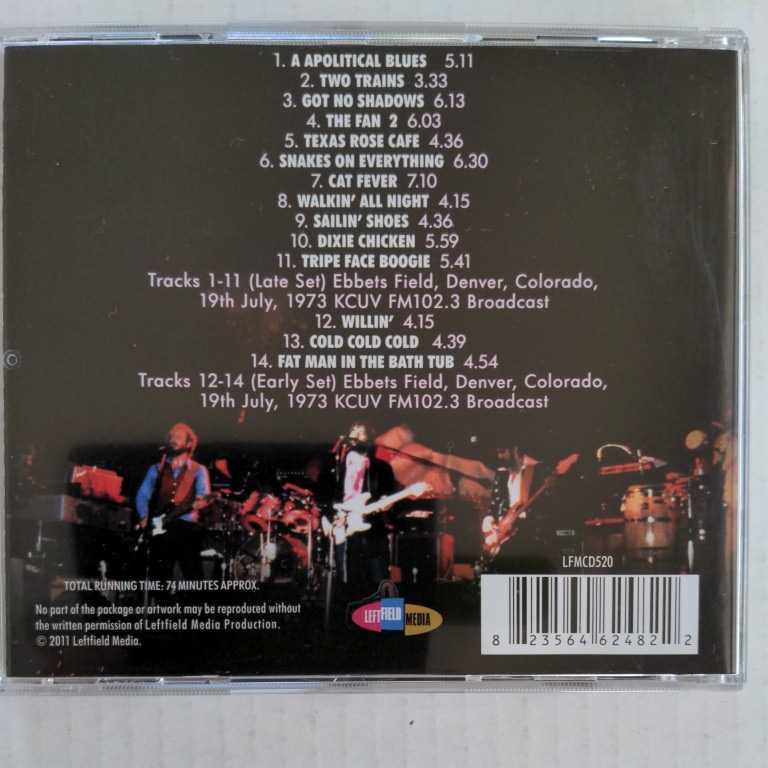 1. A APOLITICAL BLUES 5.11
2. TWO TRAINS 3.33
3. GOT NO SHADOWS 6.13
4. THE FAN 2 6.03
5. TEXAS ROSE CAFE 4.36
6. SNAKES ON EVERYTHING 6.30
7. CAT FEVER 7.10
8. WALKIN' ALL NIGHT 4.15
9. SAILIN' SHOES 4.36
10. DIXIE CHICKEN 5.59
11. TRIPE FACE BOOGIE 5.41
Tracks 1-11 (Late Set) Ebbets Field, Denver, Colorado,
19th July, 1973 KCUV FM102.3 Broadcast
12. WILLIN' 4.15
13. COLD COLD COLD 4.39
14. FAT MAN IN THE BATH TUB 4.54
Tracks 12-14 (Early Set) Ebbets Field, Denver, Colorado,
19th July, 1973 KCUV FM102.3 Broadcast
TOTAL RUNNING TIME: 74 MINUTES APPROX.
No part of the package or artwork may be reproduced without
the written permission of Leftfield Media Production.
© 2011 Leftfield Media.
LEFTFIELD MEDIA
LFMCD520
8 23564 62482 2